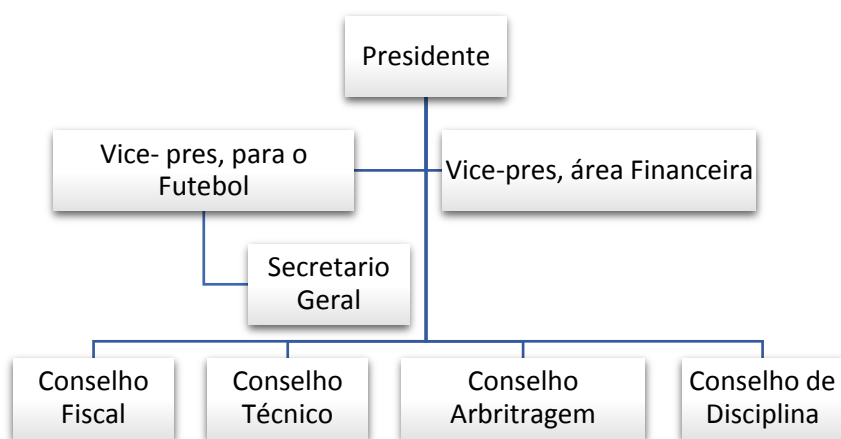 Presidente
Vice- pres, para o
Futebol
Vice-pres, área Financeira
Secretario
Geral
Conselho
Fiscal
Conselho
Técnico
Conselho
Arbritragem
Conselho de
Disciplina